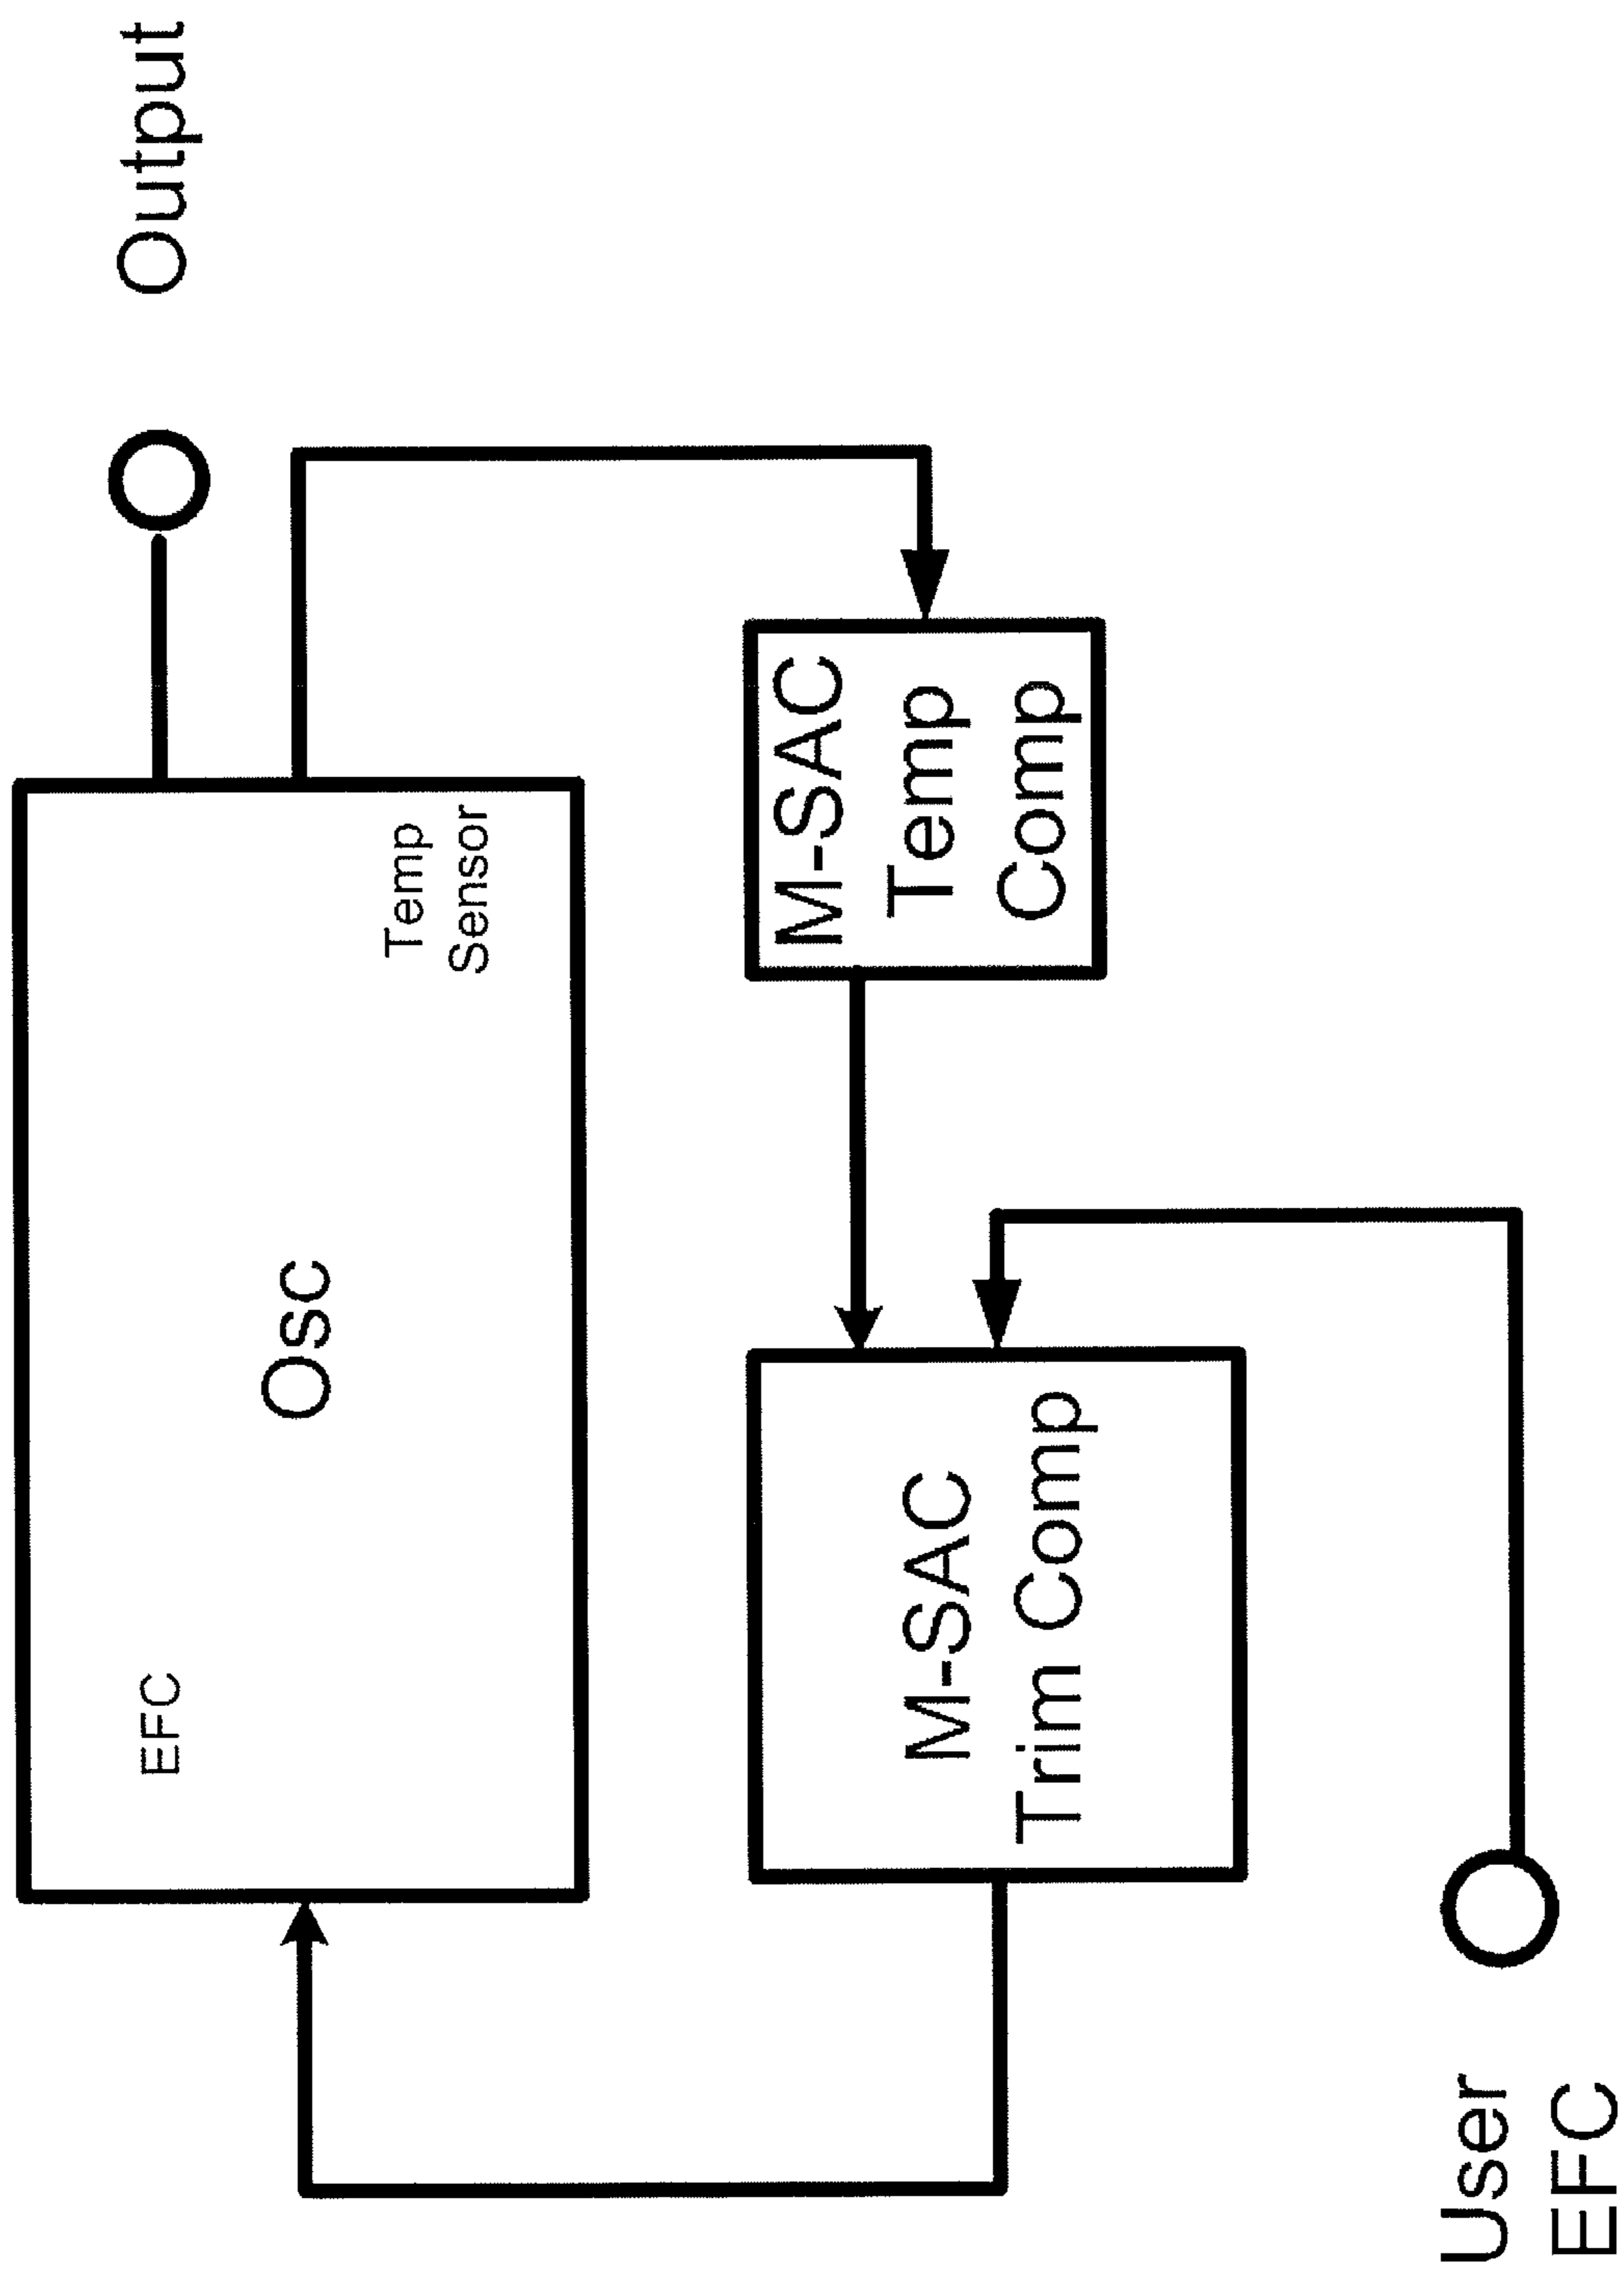 Output
EFC
Osc
Temp
Sensor
M-SAC
Trim Comp
M-SAC
Temp
Comp
User
EFC